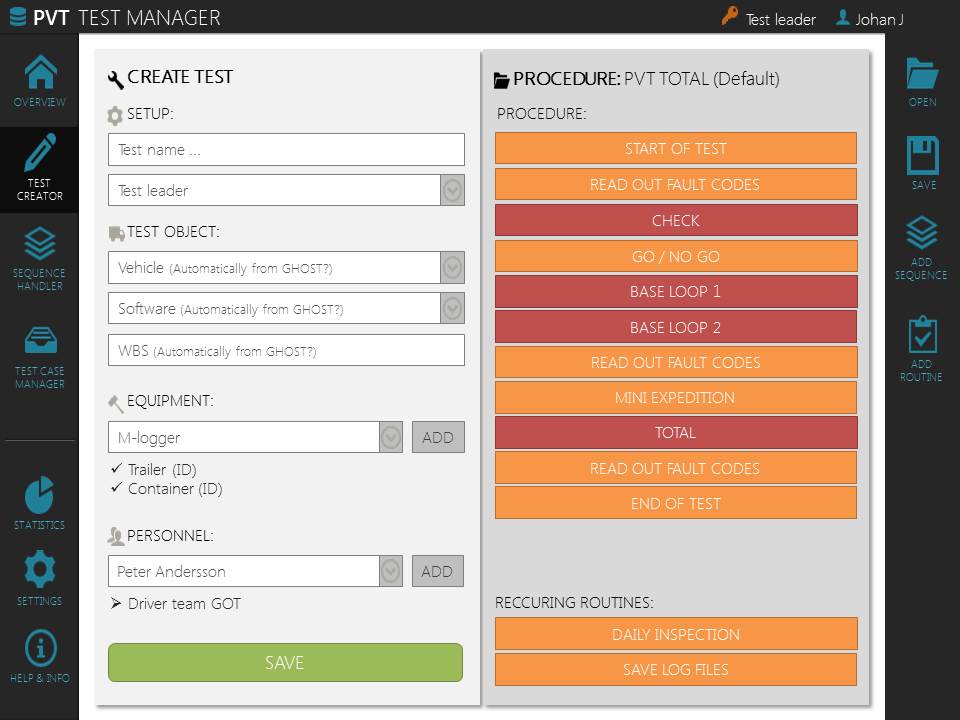 PVT TEST MANAGER
Test leader
Johan J
OVERVIEW
TEST
CREATOR
SEQUENCE
HANDLER
TEST CASE
MANAGER
STATISTICS
SETTINGS
HELP & INFO
CREATE TEST
SETUP:
Test name ...
Test leader
TEST OBJECT:
Vehicle (Automatically from GHOST?)
Software (Automatically from GHOST?)
WBS (Automatically from GHOST?)
EQUIPMENT:
M-logger
ADD
Trailer (ID)
Container (ID)
PERSONNEL:
Peter Andersson
ADD
Driver team GOT
SAVE
PROCEDURE: PVT TOTAL (Default)
PROCEDURE:
START OF TEST
READ OUT FAULT CODES
CHECK
GO / NO GO
BASE LOOP 1
BASE LOOP 2
READ OUT FAULT CODES
MINI EXPEDITION
TOTAL
READ OUT FAULT CODES
END OF TEST
RECCURING ROUTINES:
DAILY INSPECTION
SAVE LOG FILES
OPEN
SAVE
ADD
SEQUENCE
ADD
ROUTINE